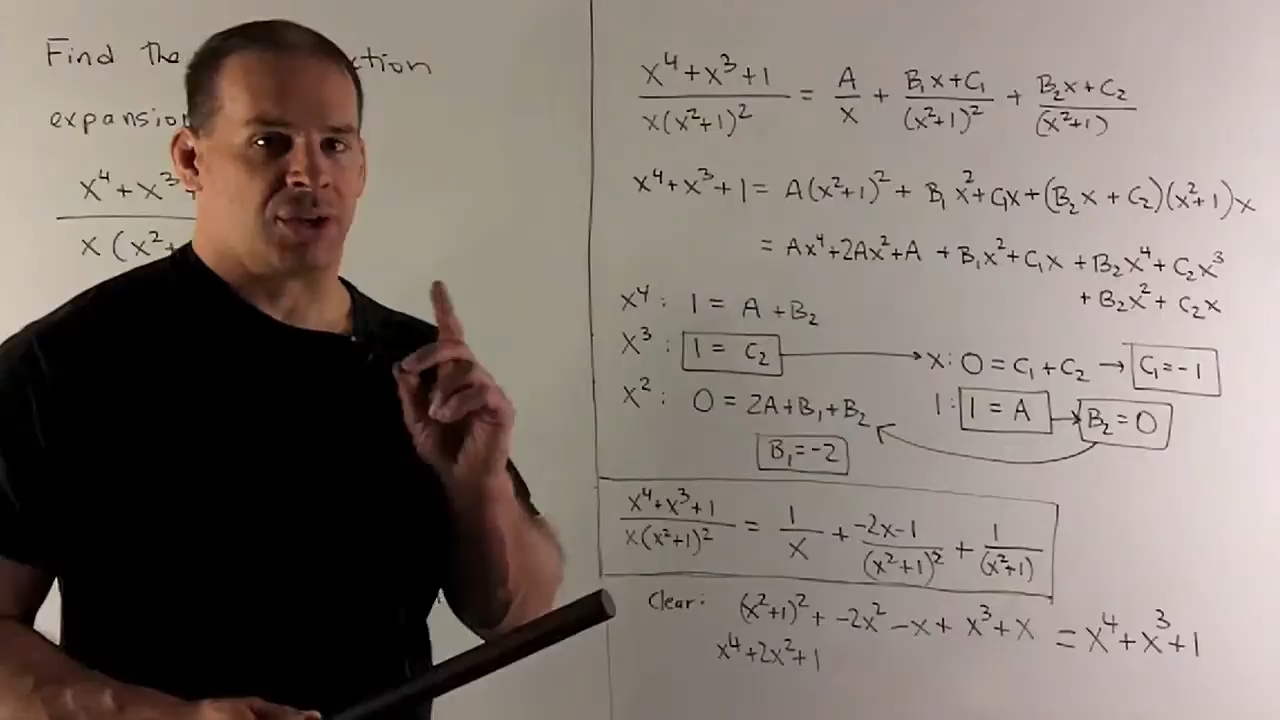 Find the ction
expansio
x⁴ + x³
x (x²+
x⁴+x³+1 / x(x²+1)² = A/x + B₁x+C₁/(x²+1)² + B₂x+C₂/(x²+1)
x⁴+x³+1 = A(x²+1)² + B₁x²+C₁x+(B₂x + C₂)(x²+1)x
= Ax⁴+2Ax²+A + B₁x²+C₁x + B₂x⁴+C₂x³
+ B₂x²+C₂x
x⁴: 1 = A + B₂
x³: 1 = C₂ → x: 0 = C₁+C₂ → C₁=-1
x²: 0 = 2A+B₁+B₂ 1: 1 = A → B₂=0
B₁=-2
x⁴+x³+1 / x(x²+1)² = 1/x + -2x-1/(x²+1)² + 1/(x²+1)
Clear: (x²+1)² + -2x² -x + x³+x = x⁴+x³+1
x⁴+2x²+1